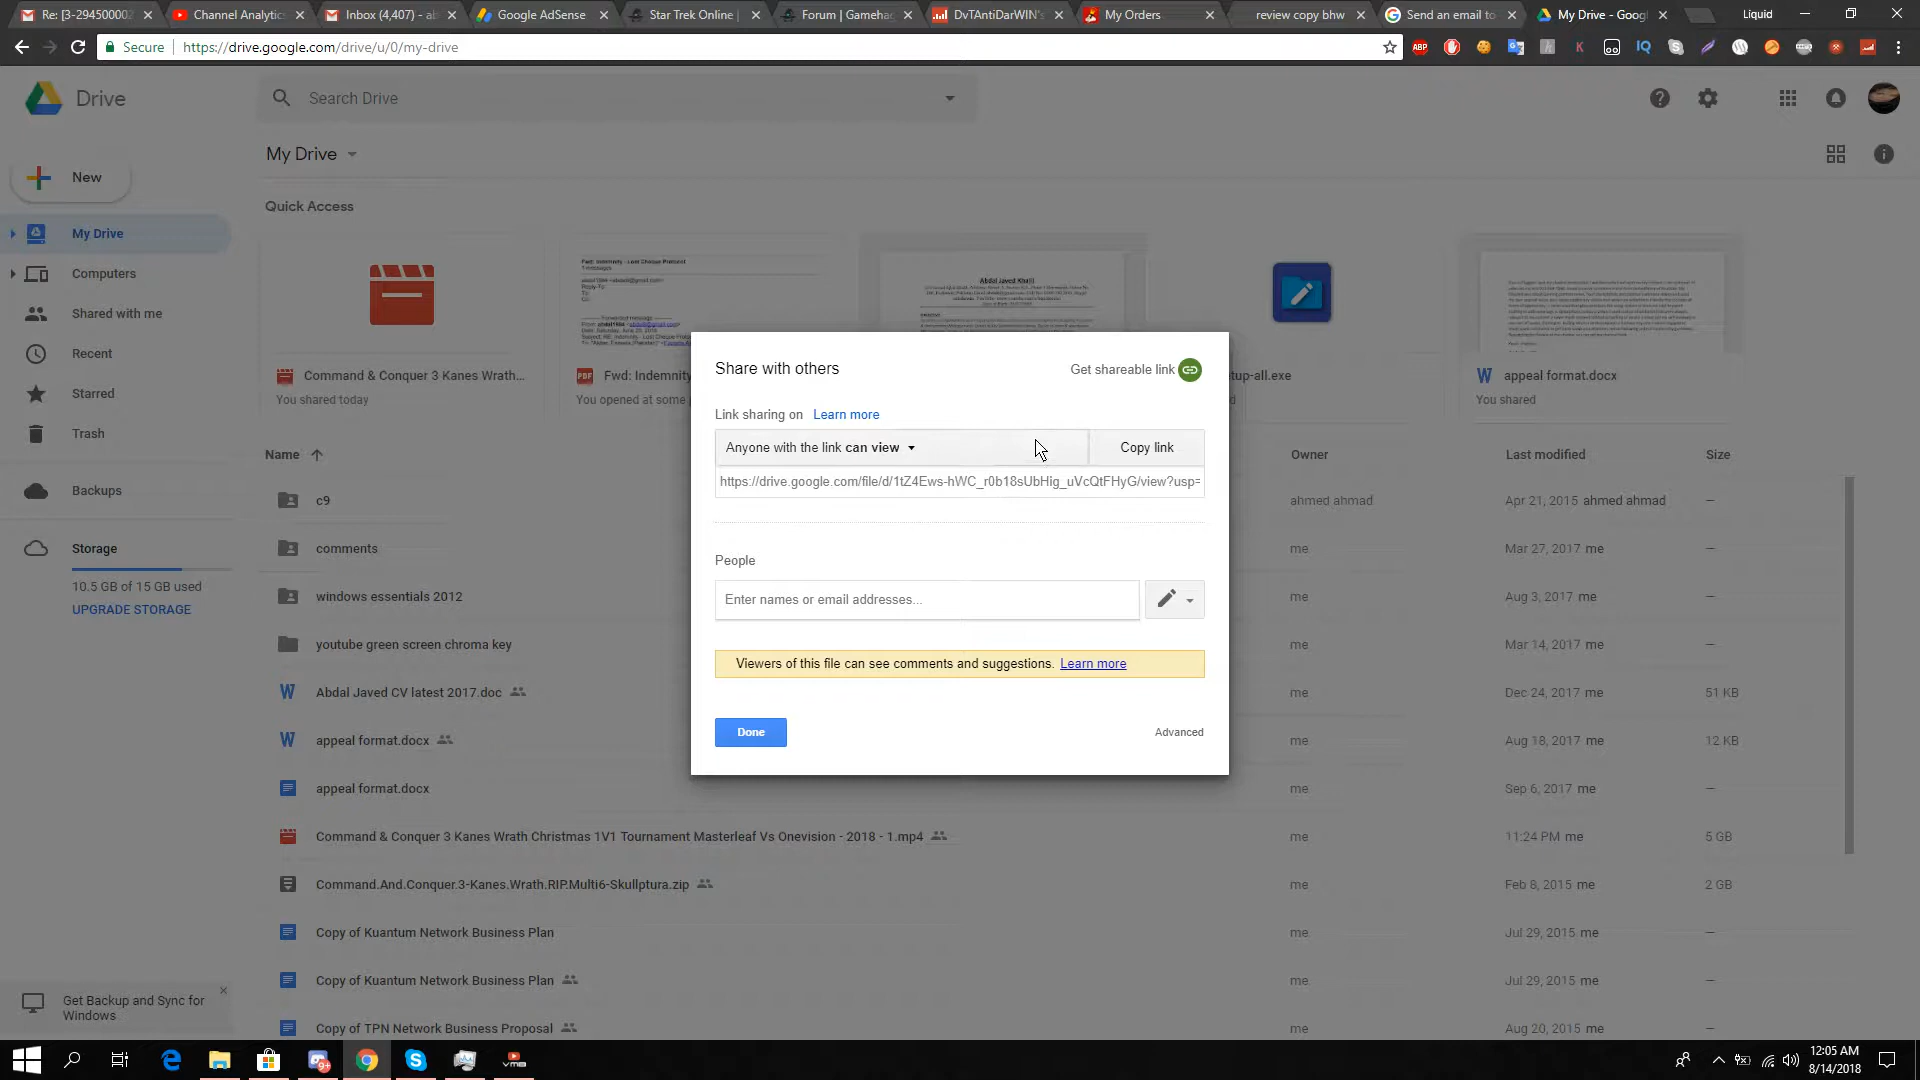 Re: [3-294500002
Channel Analytic
Inbox (4,407) - ab
Google AdSense
Star Trek Online |
Forum | Gamehag
DvTAntiDarWIN's
My Orders
review copy bhw
Send an email to
My Drive - Googl
Liquid
Secure
https://drive.google.com/drive/u/0/my-drive
Drive
Search Drive
My Drive
New
Quick Access
My Drive
Computers
Shared with me
Recent
Starred
Trash
Backups
Storage
10.5 GB of 15 GB used
UPGRADE STORAGE
Get Backup and Sync for
Windows
Fwd: Indemnity - Lost Cheque Protocol
Abdal Javed Khalil
Command & Conquer 3 Kanes Wrath...
You shared today
Fwd: Indemnity
You opened at some
tup-all.exe
appeal format.docx
You shared
Share with others
Get shareable link
Link sharing on Learn more
Anyone with the link can view
Copy link
https://drive.google.com/file/d/1tZ4Ews-hWC_r0b18sUbHig_uVcQtFHyG/view?usp=
People
Enter names or email addresses...
Viewers of this file can see comments and suggestions. Learn more
Done
Advanced
Name Owner Last modified Size
c9 ahmed ahmad Apr 21, 2015 ahmed ahmad —
comments me Mar 27, 2017 me —
windows essentials 2012 me Aug 3, 2017 me —
youtube green screen chroma key me Mar 14, 2017 me —
Abdal Javed CV latest 2017.doc me Dec 24, 2017 me 51 KB
appeal format.docx me Aug 18, 2017 me 12 KB
appeal format.docx me Sep 6, 2017 me —
Command & Conquer 3 Kanes Wrath Christmas 1V1 Tournament Masterleaf Vs Onevision - 2018 - 1.mp4 me 11:24 PM me 5 GB
Command.And.Conquer.3-Kanes.Wrath.RIP.Multi6-Skullptura.zip me Feb 8, 2015 me 2 GB
Copy of Kuantum Network Business Plan me Jul 29, 2015 me —
Copy of Kuantum Network Business Plan me Jul 29, 2015 me —
Copy of TPN Network Business Proposal me Aug 20, 2015 me —
12:05 AM
8/14/2018